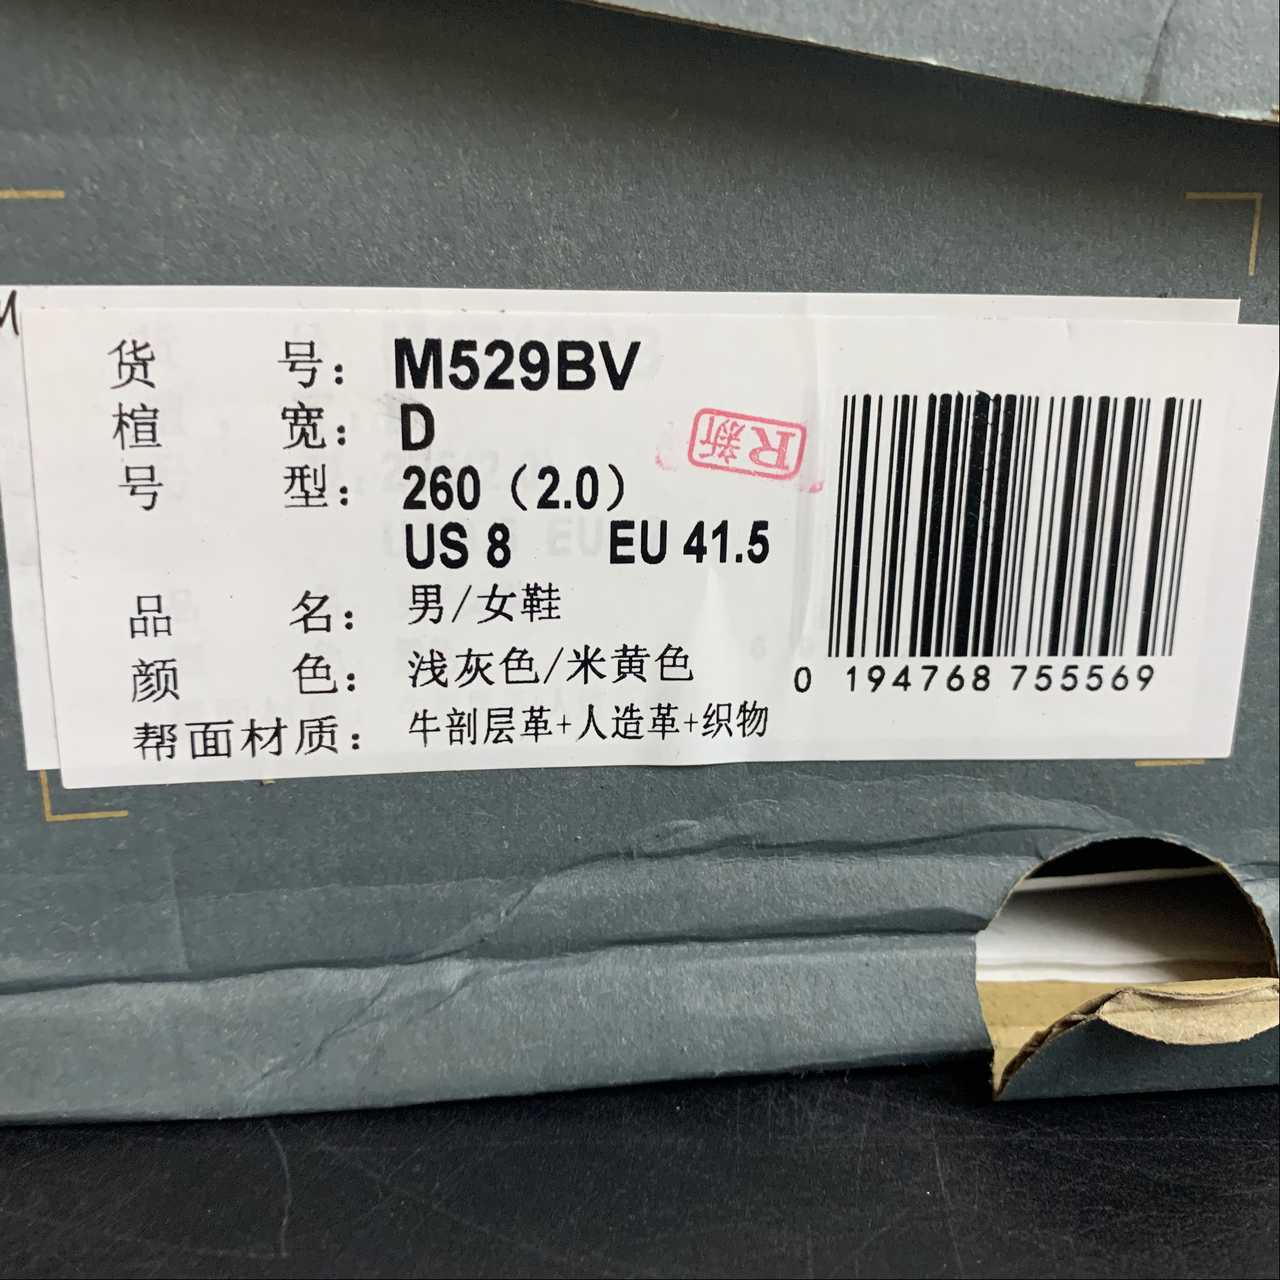 货号：M529BV
楦宽：D
号型：260（2.0）
US 8 EU 41.5
品名：男/女鞋
颜色：浅灰色/米黄色
帮面材质：牛剖层革+人造革+织物
R新
0 194768 755569